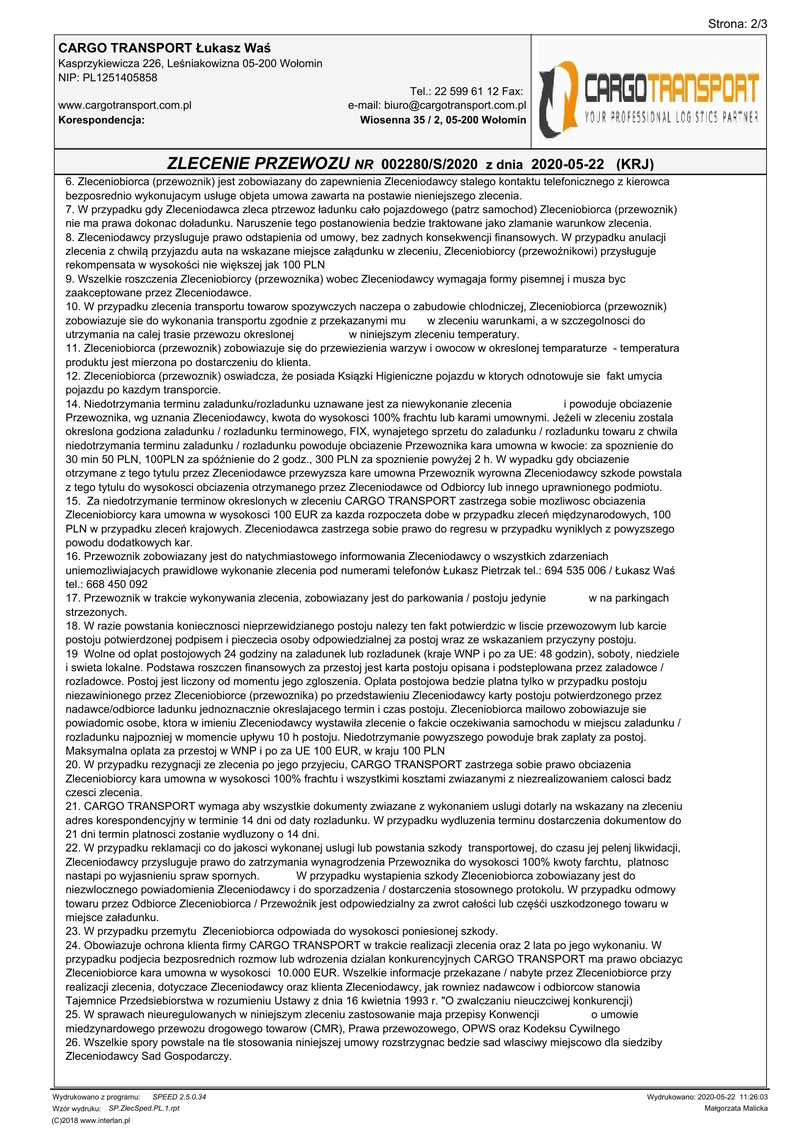 Strona: 2/3
CARGO TRANSPORT Łukasz Waś
Kasprzykiewicza 226, Leśniakowizna 05-200 Wołomin
NIP: PL1251405858
Tel.: 22 599 61 12 Fax:
www.cargotransport.com.pl e-mail: biuro@cargotransport.com.pl
Korespondencja: Wiosenna 35 / 2, 05-200 Wołomin
CARGOTRANSPORT
YOUR PROFESSIONAL LOGISTICS PARTNER
ZLECENIE PRZEWOZU NR 002280/S/2020 z dnia 2020-05-22 (KRJ)
6. Zleceniobiorca (przewoznik) jest zobowiazany do zapewnienia Zleceniodawcy stalego kontaktu telefonicznego z kierowca
bezposrednio wykonujacym usługe objeta umowa zawarta na postawie nieniejszego zlecenia.
7. W przypadku gdy Zleceniodawca zleca ptrzewoz ładunku cało pojazdowego (patrz samochod) Zleceniobiorca (przewoznik)
nie ma prawa dokonac doładunku. Naruszenie tego postanowienia bedzie traktowane jako zlamanie warunkow zlecenia.
8. Zleceniodawcy przysluguje prawo odstapienia od umowy, bez zadnych konsekwencji finansowych. W przypadku anulacji
zlecenia z chwilą przyjazdu auta na wskazane miejsce załądunku w zleceniu, Zleceniobiorcy (przewoźnikowi) przysługuje
rekompensata w wysokości nie większej jak 100 PLN
9. Wszelkie roszczenia Zleceniobiorcy (przewoznika) wobec Zleceniodawcy wymagaja formy pisemnej i musza byc
zaakceptowane przez Zleceniodawce.
10. W przypadku zlecenia transportu towarow spozywczych naczepa o zabudowie chlodniczej, Zleceniobiorca (przewoznik)
zobowiazuje sie do wykonania transportu zgodnie z przekazanymi mu w zleceniu warunkami, a w szczegolnosci do
utrzymania na calej trasie przewozu okreslonej w niniejszym zleceniu temperatury.
11. Zleceniobiorca (przewoznik) zobowiazuje się do przewiezienia warzyw i owocow w okreslonej temparaturze - temperatura
produktu jest mierzona po dostarczeniu do klienta.
12. Zleceniobiorca (przewoznik) oswiadcza, że posiada Ksiązki Higieniczne pojazdu w ktorych odnotowuje sie fakt umycia
pojazdu po kazdym transporcie.
14. Niedotrzymania terminu zaladunku/rozladunku uznawane jest za niewykonanie zlecenia i powoduje obciazenie
Przewoznika, wg uznania Zleceniodawcy, kwota do wysokosci 100% frachtu lub karami umownymi. Jeżeli w zleceniu zostala
okreslona godziona zaladunku / rozladunku terminowego, FIX, wynajetego sprzetu do zaladunku / rozladunku towaru z chwila
niedotrzymania terminu zaladunku / rozladunku powoduje obciazenie Przewoznika kara umowna w kwocie: za spoznienie do
30 min 50 PLN, 100PLN za spóźnienie do 2 godz., 300 PLN za spoznienie powyżej 2 h. W wypadku gdy obciazenie
otrzymane z tego tytulu przez Zleceniodawce przewyzsza kare umowna Przewoznik wyrowna Zleceniodawcy szkode powstala
z tego tytulu do wysokosci obciazenia otrzymanego przez Zleceniodawce od Odbiorcy lub innego uprawnionego podmiotu.
15. Za niedotrzymanie terminow okreslonych w zleceniu CARGO TRANSPORT zastrzega sobie mozliwosc obciazenia
Zleceniobiorcy kara umowna w wysokosci 100 EUR za kazda rozpoczeta dobe w przypadku zleceń międzynarodowych, 100
PLN w przypadku zleceń krajowych. Zleceniodawca zastrzega sobie prawo do regresu w przypadku wyniklych z powyzszego
powodu dodatkowych kar.
16. Przewoznik zobowiazany jest do natychmiastowego informowania Zleceniodawcy o wszystkich zdarzeniach
uniemozliwiajacych prawidlowe wykonanie zlecenia pod numerami telefonów Łukasz Pietrzak tel.: 694 535 006 / Łukasz Waś
tel.: 668 450 092
17. Przewoznik w trakcie wykonywania zlecenia, zobowiazany jest do parkowania / postoju jedynie w na parkingach
strzezonych.
18. W razie powstania konieczności nieprzewidzianego postoju nalezy ten fakt potwierdzic w liscie przewozowym lub karcie
postoju potwierdzonej podpisem i pieczecia osoby odpowiedzialnej za postoj wraz ze wskazaniem przyczyny postoju.
19 Wolne od oplat postojowych 24 godziny na zaladunek lub rozladunek (kraje WNP i po za UE: 48 godzin), soboty, niedziele
i swieta lokalne. Podstawa roszczen finansowych za przestoj jest karta postoju opisana i podsteplowana przez zaladowce /
rozladowce. Postoj jest liczony od momentu jego zgloszenia. Oplata postojowa bedzie platna tylko w przypadku postoju
niezawinionego przez Zleceniobiorce (przewoznika) po przedstawieniu Zleceniodawcy karty postoju potwierdzonego przez
nadawce/odbiorce ladunku jednoznacznie okreslajacego termin i czas postoju. Zleceniobiorca mailowo zobowiazuje sie
powiadomic osobe, ktora w imieniu Zleceniodawcy wystawiła zlecenie o fakcie oczekiwania samochodu w miejscu zaladunku /
rozladunku najpozniej w momencie upływu 10 h postoju. Niedotrzymanie powyzszego powoduje brak zaplaty za postoj.
Maksymalna oplata za przestoj w WNP i po za UE 100 EUR, w kraju 100 PLN
20. W przypadku rezygnacji ze zlecenia po jego przyjeciu, CARGO TRANSPORT zastrzega sobie prawo obciazenia
Zleceniobiorcy kara umowna w wysokosci 100% frachtu i wszystkimi kosztami zwiazanymi z niezrealizowaniem calosci badz
czesci zlecenia.
21. CARGO TRANSPORT wymaga aby wszystkie dokumenty zwiazane z wykonaniem uslugi dotarły na wskazany na zleceniu
adres korespondencyjny w terminie 14 dni od daty rozladunku. W przypadku wydluzenia terminu dostarczenia dokumentow do
21 dni termin platnosci zostanie wydluzony o 14 dni.
22. W przypadku reklamacji co do jakosci wykonanej uslugi lub powstania szkody transportowej, do czasu jej pelenj likwidacji,
Zleceniodawcy przysluguje prawo do zatrzymania wynagrodzenia Przewoznika do wysokosci 100% kwoty farchtu, platnosc
nastapi po wyjasnieniu spraw spornych. W przypadku wystapienia szkody Zleceniobiorca zobowiazany jest do
niezwlocznego powiadomienia Zleceniodawcy i do sporzadzenia / dostarczenia stosownego protokolu. W przypadku odmowy
towaru przez Odbiorce Zleceniobiorca / Przewoźnik jest odpowiedzialny za zwrot całości lub częśći uszkodzonego towaru w
miejsce załadunku.
23. W przypadku przemytu Zleceniobiorca odpowiada do wysokosci poniesionej szkody.
24. Obowiazuje ochrona klienta firmy CARGO TRANSPORT w trakcie realizacji zlecenia oraz 2 lata po jego wykonaniu. W
przypadku podjecia bezposrednich rozmow lub wdrozenia dzialan konkurencyjnych CARGO TRANSPORT ma prawo obciazyc
Zleceniobiorce kara umowna w wysokosci 10.000 EUR. Wszelkie informacje przekazane / nabyte przez Zleceniobiorce przy
realizacji zlecenia, dotyczace Zleceniodawcy oraz klienta Zleceniodawcy, jak rowniez nadawcow i odbiorcow stanowia
Tajemnice Przedsiebiorstwa w rozumieniu Ustawy z dnia 16 kwietnia 1993 r. "O zwalczaniu nieuczciwej konkurencji)
25. W sprawach nieuregulowanych w niniejszym zleceniu zastosowanie maja przepisy Konwencji o umowie
miedzynardowego przewozu drogowego towarow (CMR), Prawa przewozowego, OPWS oraz Kodeksu Cywilnego
26. Wszelkie spory powstale na tle stosowania niniejszej umowy rozstrzygnac bedzie sad wlasciwy miejscowo dla siedziby
Zleceniodawcy Sad Gospodarczy.
Wydrukowano z programu: SPEED 2.5.0.34 Wydrukowano: 2020-05-22 11:26:03
Wzór wydruku: SP.ZlecSped.PL.1.rpt Małgorzata Malicka
(C)2018 www.interlan.pl